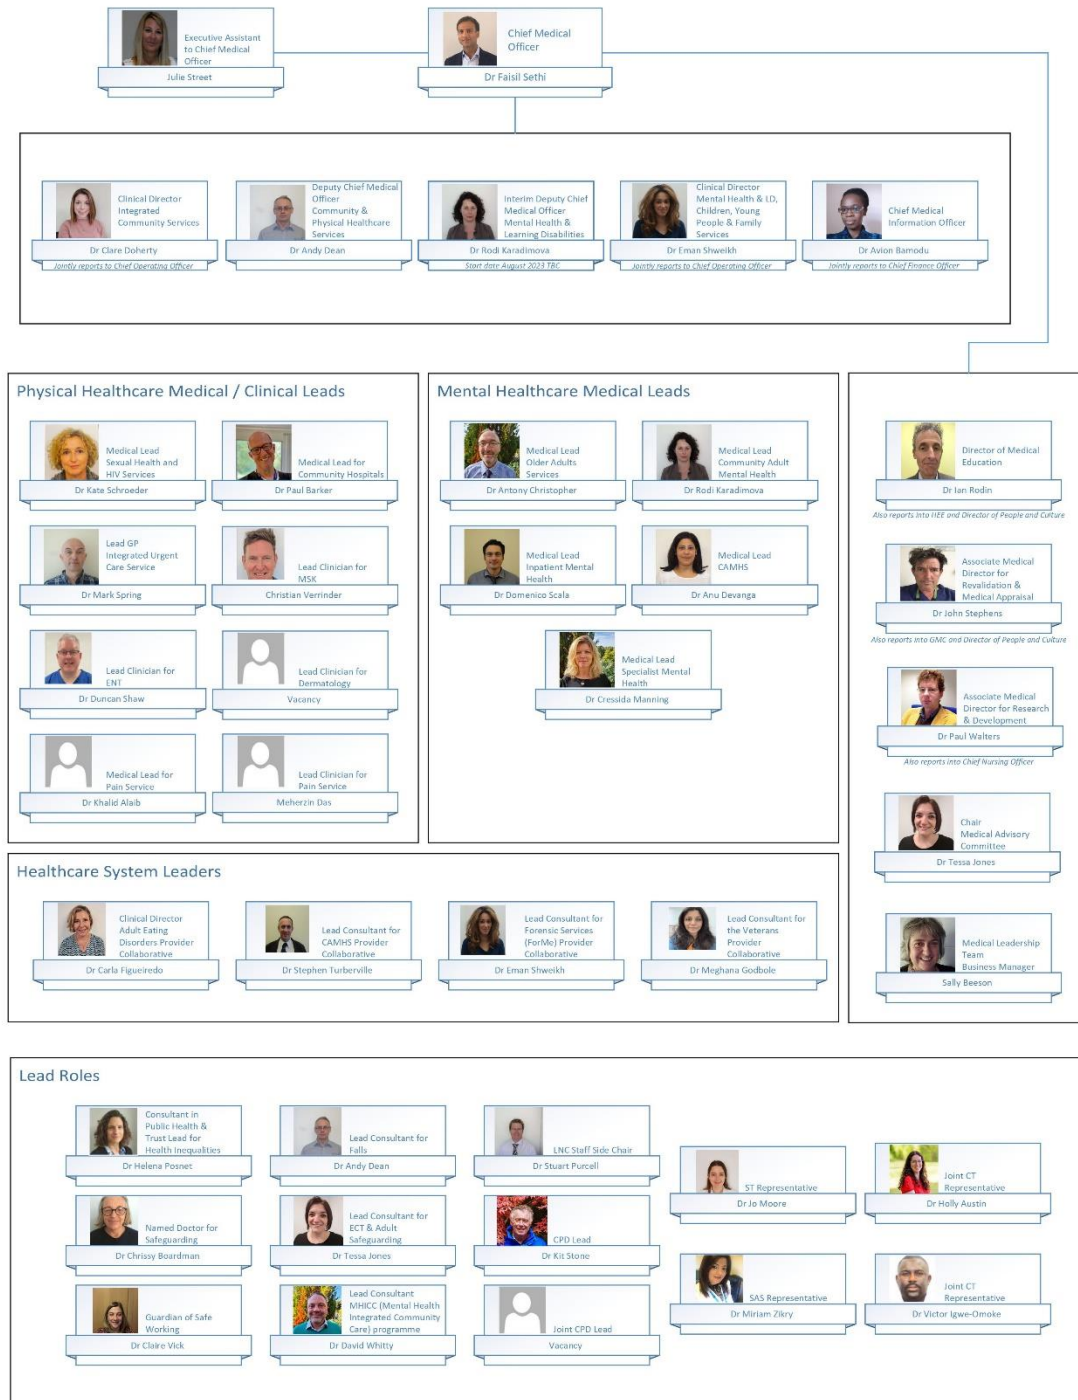 Executive Assistant
to Chief Medical
Officer
Julie Street
Chief Medical
Officer
Dr Faisil Sethi
Clinical Director
Integrated
Community Services
Dr Clare Doherty
Jointly reports to Chief Operating Officer
Deputy Chief Medical
Officer
Community &
Physical Healthcare
Services
Dr Andy Dean
Interim Deputy Chief
Medical Officer
Mental Health &
Learning Disabilities
Dr Rodi Karadimova
Start date August 2023 TBC
Clinical Director
Mental Health & LD,
Children, Young
People & Family
Services
Dr Eman Shweikh
Jointly reports to Chief Operating Officer
Chief Medical
Information Officer
Dr Avion Bamodu
Jointly reports to Chief Finance Officer
Physical Healthcare Medical / Clinical Leads
Medical Lead
Sexual Health and
HIV Services
Dr Kate Schroeder
Medical Lead for
Community Hospitals
Dr Paul Barker
Lead GP
Integrated Urgent
Care Service
Dr Mark Spring
Lead Clinician for
MSK
Christian Verrinder
Lead Clinician for
ENT
Dr Duncan Shaw
Lead Clinician for
Dermatology
Vacancy
Medical Lead for
Pain Service
Dr Khalid Alaib
Lead Clinician for
Pain Service
Meherzin Das
Mental Healthcare Medical Leads
Medical Lead
Older Adults
Services
Dr Antony Christopher
Medical Lead
Community Adult
Mental Health
Dr Rodi Karadimova
Medical Lead
Inpatient Mental
Health
Dr Domenico Scala
Medical Lead
CAMHS
Dr Anu Devanga
Medical Lead
Specialist Mental
Health
Dr Cressida Manning
Director of Medical
Education
Dr Ian Rodin
Also reports into HEE and Director of People and Culture
Associate Medical
Director for
Revalidation &
Medical Appraisal
Dr John Stephens
Also reports into GMC and Director of People and Culture
Associate Medical
Director for Research
& Development
Dr Paul Walters
Also reports into Chief Nursing Officer
Chair
Medical Advisory
Committee
Dr Tessa Jones
Medical Leadership
Team
Business Manager
Sally Beeson
Healthcare System Leaders
Clinical Director
Adult Eating
Disorders Provider
Collaborative
Dr Carla Figueiredo
Lead Consultant for
CAMHS Provider
Collaborative
Dr Stephen Turberville
Lead Consultant for
Forensic Services
(ForMe) Provider
Collaborative
Dr Eman Shweikh
Lead Consultant for
the Veterans
Provider
Collaborative
Dr Meghana Godbole
Lead Roles
Consultant in
Public Health &
Trust Lead for
Health Inequalities
Dr Helena Posnet
Lead Consultant for
Falls
Dr Andy Dean
LNC Staff Side Chair
Dr Stuart Purcell
ST Representative
Dr Jo Moore
Joint CT
Representative
Dr Holly Austin
Named Doctor for
Safeguarding
Dr Chrissy Boardman
Lead Consultant for
ECT & Adult
Safeguarding
Dr Tessa Jones
CPD Lead
Dr Kit Stone
SAS Representative
Dr Miriam Zikry
Joint CT
Representative
Dr Victor Igwe-Omoke
Guardian of Safe
Working
Dr Claire Vick
Lead Consultant
MHICC (Mental Health
Integrated Community
Care) programme
Dr David Whitty
Joint CPD Lead
Vacancy